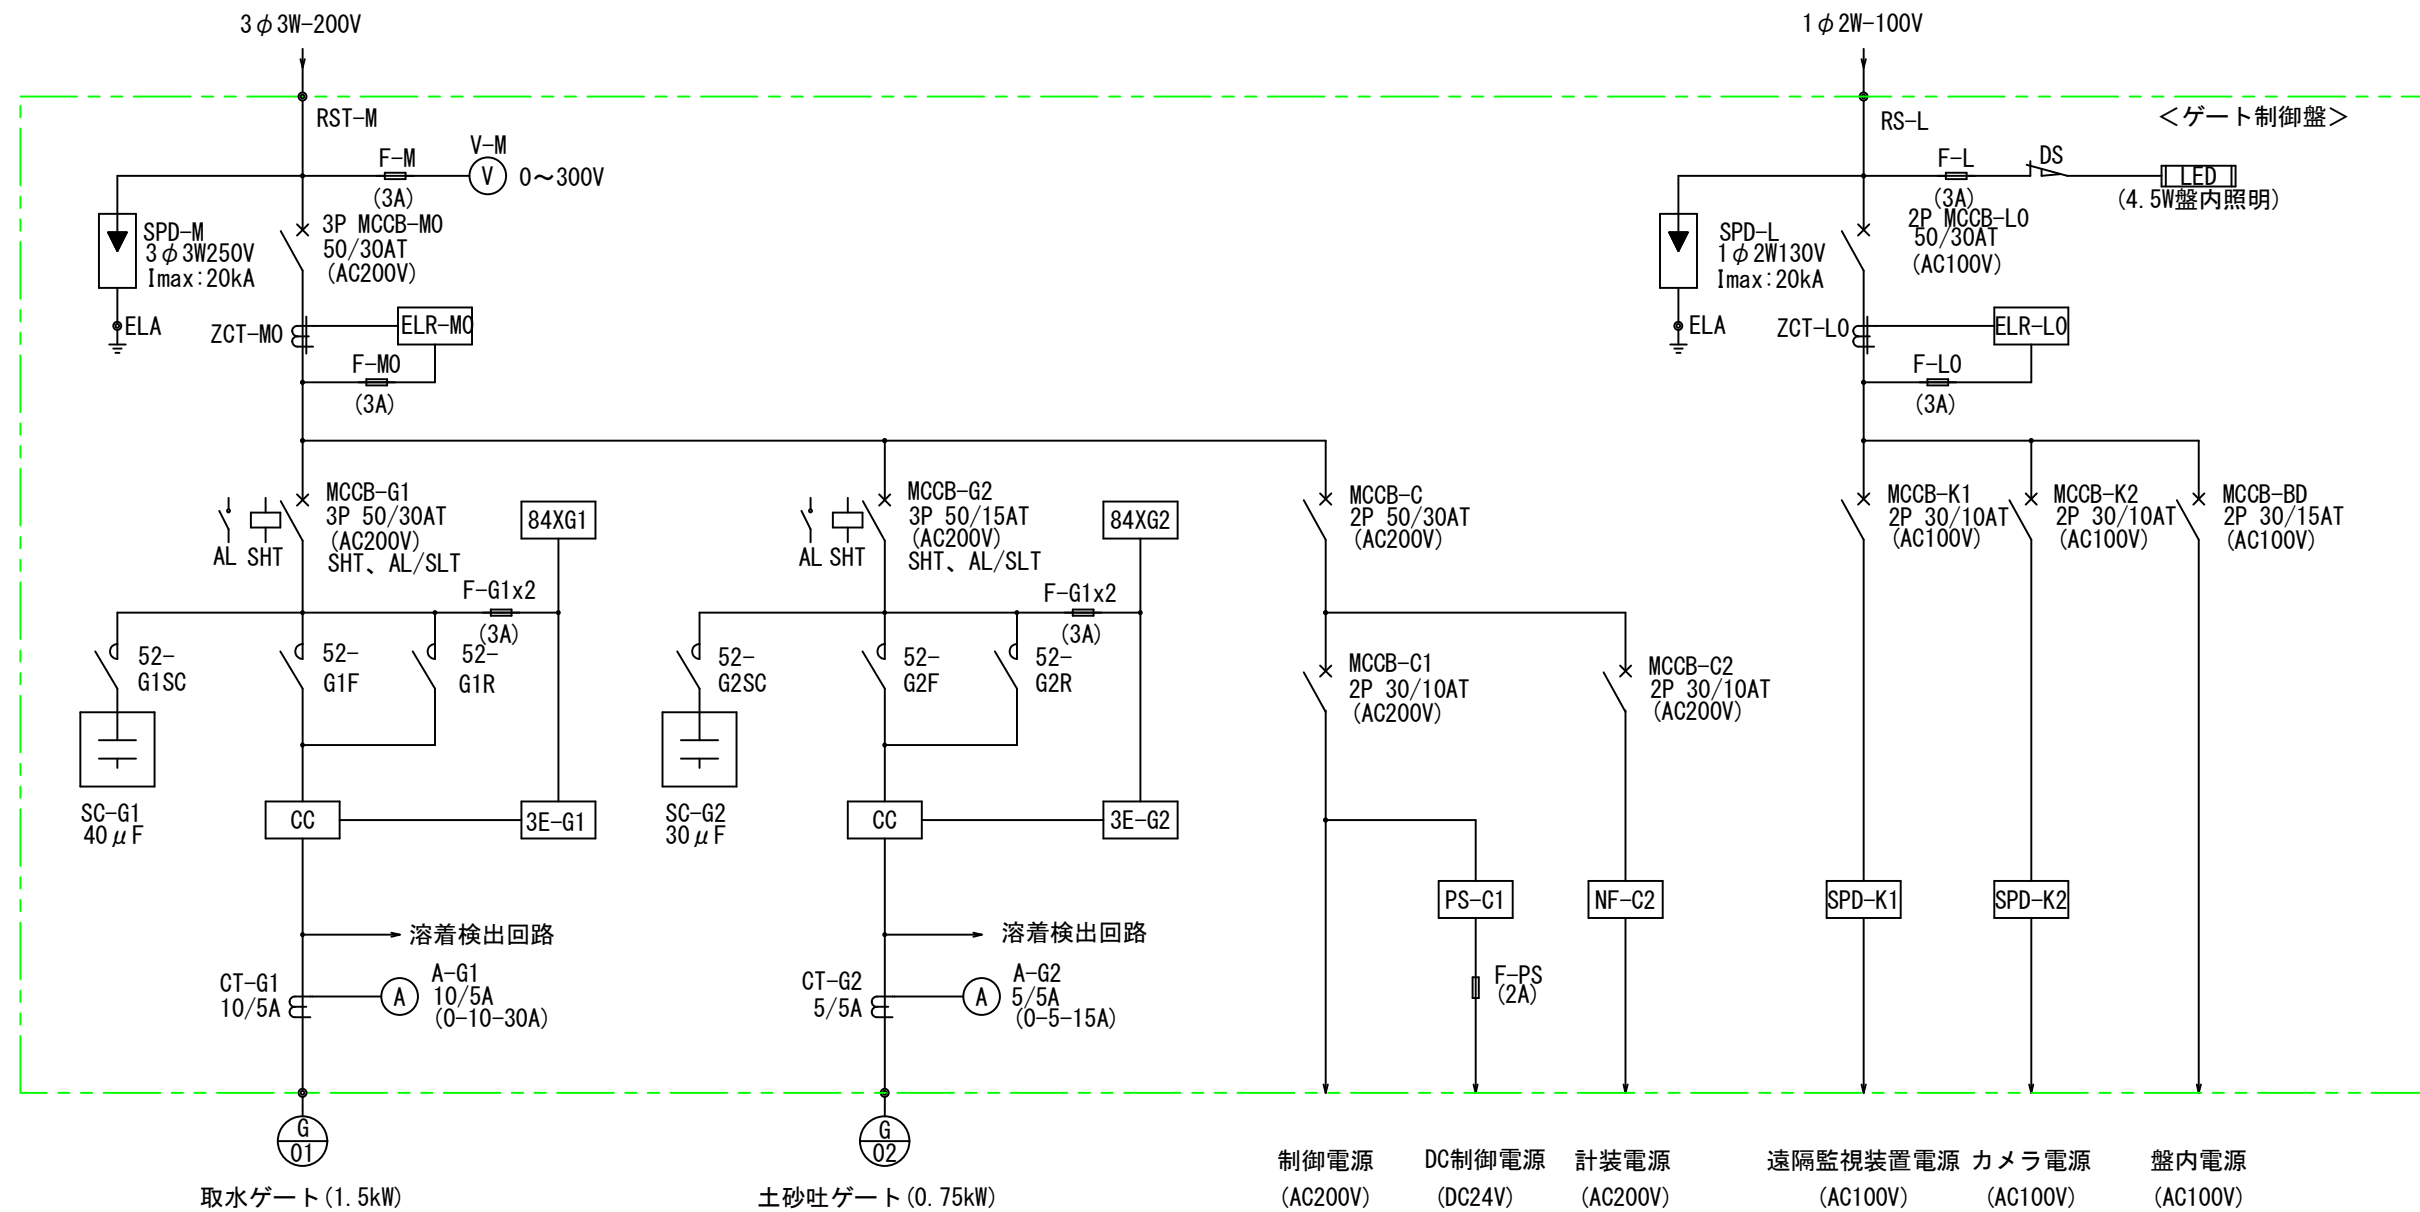 3φ3W-200V
1φ2W-100V
RST-M
RS-L
<ゲート制御盤>
F-M
(3A)
V-M
V
0～300V
F-L
(3A)
DS
LED
(4.5W盤内照明)
SPD-M
3φ3W250V
Imax:20kA
ELA
3P MCCB-M0
50/30AT
(AC200V)
SPD-L
1φ2W130V
Imax:20kA
ELA
2P MCCB-L0
50/30AT
(AC100V)
ZCT-M0
ELR-M0
F-M0
(3A)
ZCT-L0
ELR-L0
F-L0
(3A)
AL SHT
MCCB-G1
3P 50/30AT
(AC200V)
SHT、AL/SLT
84XG1
F-G1x2
(3A)
AL SHT
MCCB-G2
3P 50/15AT
(AC200V)
SHT、AL/SLT
84XG2
F-G1x2
(3A)
MCCB-C
2P 50/30AT
(AC200V)
MCCB-K1
2P 30/10AT
(AC100V)
MCCB-K2
2P 30/10AT
(AC100V)
MCCB-BD
2P 30/15AT
(AC100V)
52-
G1SC
52-
G1F
52-
G1R
52-
G2SC
52-
G2F
52-
G2R
MCCB-C1
2P 30/10AT
(AC200V)
MCCB-C2
2P 30/10AT
(AC200V)
SC-G1
40μF
CC
3E-G1
SC-G2
30μF
CC
3E-G2
PS-C1
NF-C2
SPD-K1
SPD-K2
溶着検出回路
溶着検出回路
CT-G1
10/5A
A
A-G1
10/5A
(0-10-30A)
CT-G2
5/5A
A
A-G2
5/5A
(0-5-15A)
F-PS
(2A)
G
01
取水ゲート(1.5kW)
G
02
土砂吐ゲート(0.75kW)
制御電源
(AC200V)
DC制御電源
(DC24V)
計装電源
(AC200V)
遠隔監視装置電源
(AC100V)
カメラ電源
(AC100V)
盤内電源
(AC100V)